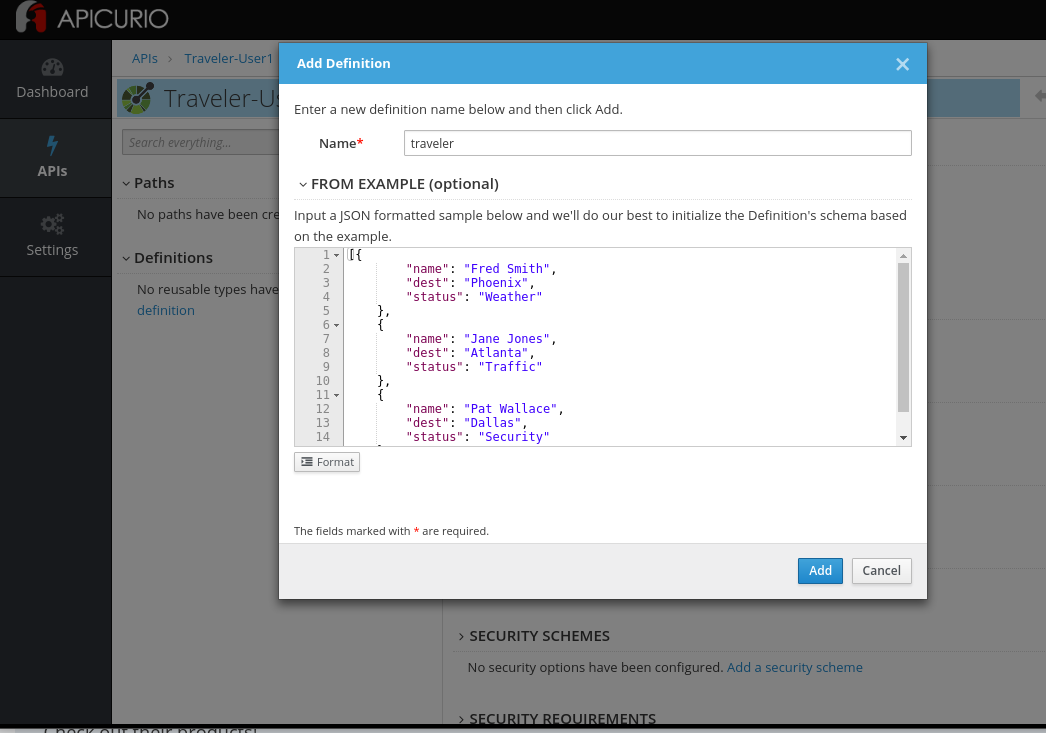 APICURIO
Dashboard
APIs
Settings
APIs > Traveler-User1
Traveler-Us
Search everything...
Paths
No paths have been cre
Definitions
No reusable types have
definition
Add Definition
Enter a new definition name below and then click Add.
Name* traveler
FROM EXAMPLE (optional)
Input a JSON formatted sample below and we'll do our best to initialize the Definition's schema based
on the example.
1 [{
2 "name": "Fred Smith",
3 "dest": "Phoenix",
4 "status": "Weather"
5 },
6 {
7 "name": "Jane Jones",
8 "dest": "Atlanta",
9 "status": "Traffic"
10 },
11 {
12 "name": "Pat Wallace",
13 "dest": "Dallas",
14 "status": "Security"
Format
The fields marked with * are required.
Add Cancel
SECURITY SCHEMES
No security options have been configured. Add a security scheme
SECURITY REQUIREMENTS
Check out their products!